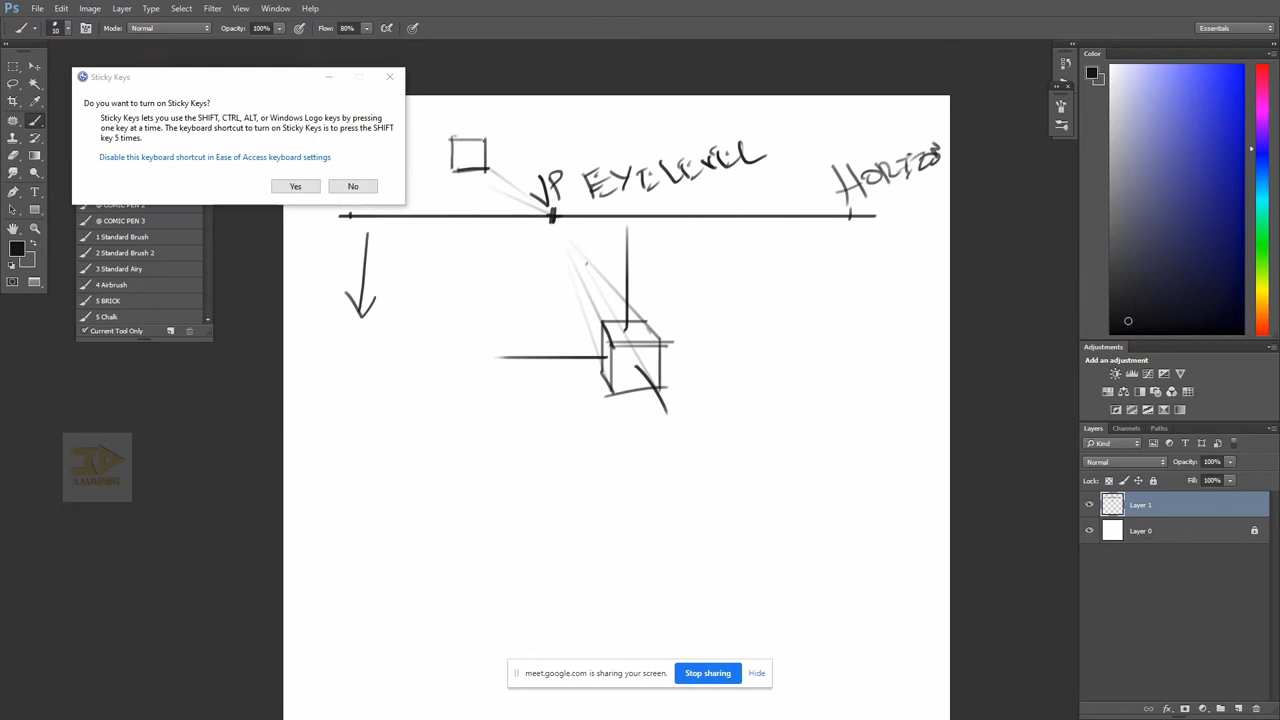 Ps File Edit Image Layer Type Select Filter View Window Help
10 Mode: Normal Opacity: 100% Flow: 80% Essentials
Sticky Keys
Do you want to turn on Sticky Keys?
Sticky Keys lets you use the SHIFT, CTRL, ALT, or Windows Logo keys by pressing
one key at a time. The keyboard shortcut to turn on Sticky Keys is to press the SHIFT
key 5 times.
Disable this keyboard shortcut in Ease of Access keyboard settings
Yes No
@ COMIC PEN 2
@ COMIC PEN 3
1 Standard Brush
2 Standard Brush 2
3 Standard Airy
4 Airbrush
5 BRICK
5 Chalk
Current Tool Only
VP EYELEVEL
Color
Adjustments
Add an adjustment
Layers Channels Paths
Kind
Normal Opacity: 100%
Lock: Fill: 100%
Layer 1
Layer 0
meet.google.com is sharing your screen. Stop sharing Hide